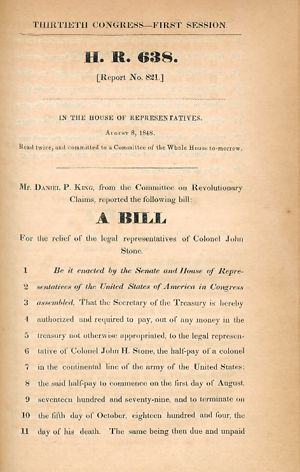 THIRTIETH CONGRESS—FIRST SESSION.
H. R. 638.
[Report No. 821.]
IN THE HOUSE OF REPRESENTATIVES.
August 8, 1848.
Read twice, and committed to a Committee of the Whole House to-morrow.
Mr. Daniel P. King, from the Committee on Revolutionary
Claims, reported the following bill:
A BILL
For the relief of the legal representatives of Colonel John
Stone.
1 Be it enacted by the Senate and House of Repre-
2 sentatives of the United States of America in Congress
3 assembled, That the Secretary of the Treasury is hereby
4 authorized and required to pay, out of any money in the
5 treasury not otherwise appropriated, to the legal represen-
6 tative of Colonel John H. Stone, the half-pay of a colonel
7 in the continental line of the army of the United States;
8 the said half-pay to commence on the first day of August,
9 seventeen hundred and seventy-nine, and to terminate on
10 the fifth day of October, eighteen hundred and four, the
11 day of his death. The same being then due and unpaid